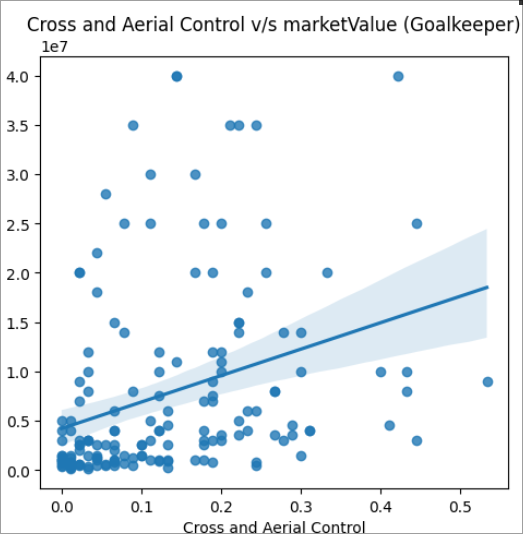 Cross and Aerial Control v/s marketValue (Goalkeeper)
1e7
4.0
3.5
3.0
2.5
2.0
1.5
1.0
0.5
0.0
0.0 0.1 0.2 0.3 0.4 0.5
Cross and Aerial Control